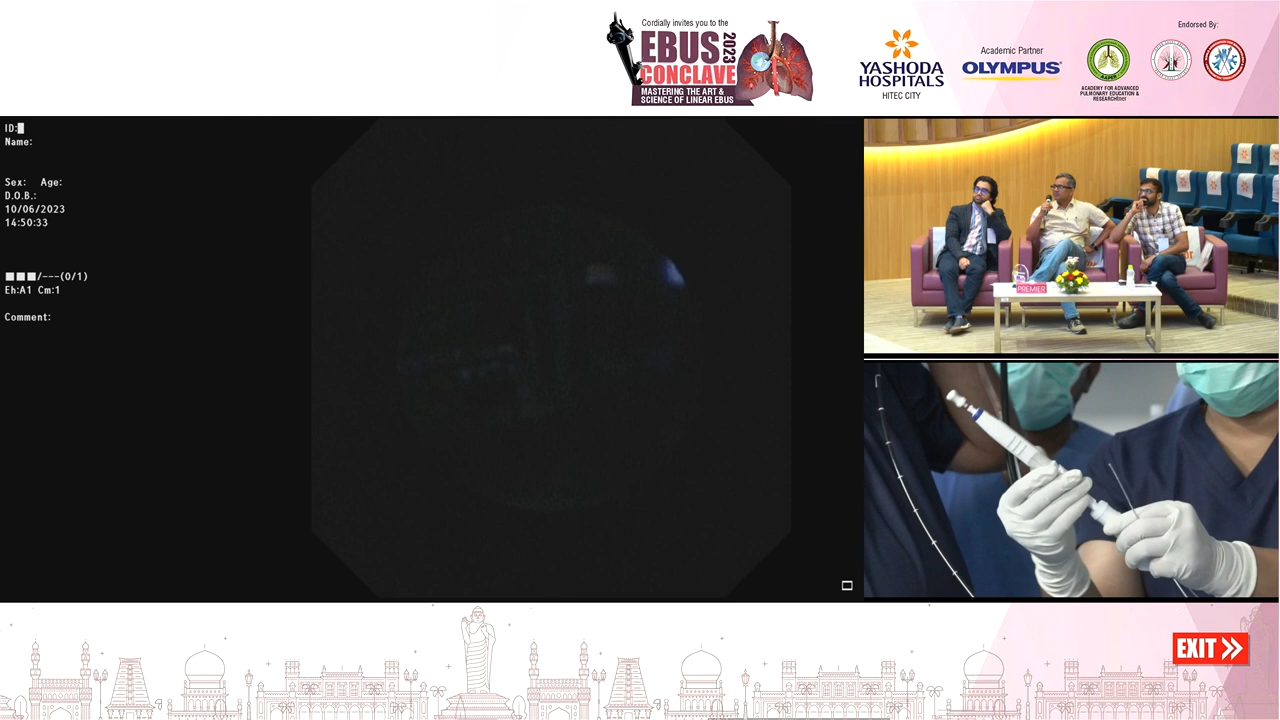 Cordially invites you to the
EBUS 2023
CONCLAVE
MASTERING THE ART &
SCIENCE OF LINEAR EBUS
YASHODA
HOSPITALS
HITEC CITY
Academic Partner
OLYMPUS
Endorsed By:
ACADEMY FOR ADVANCED
PULMONARY EDUCATION &
ID:
Name:
Sex: Age:
D.O.B.:
10/06/2023
14:50:33
■■■/---(0/1)
Eh:A1 Cm:1
Comment:
PREMIER
EXIT